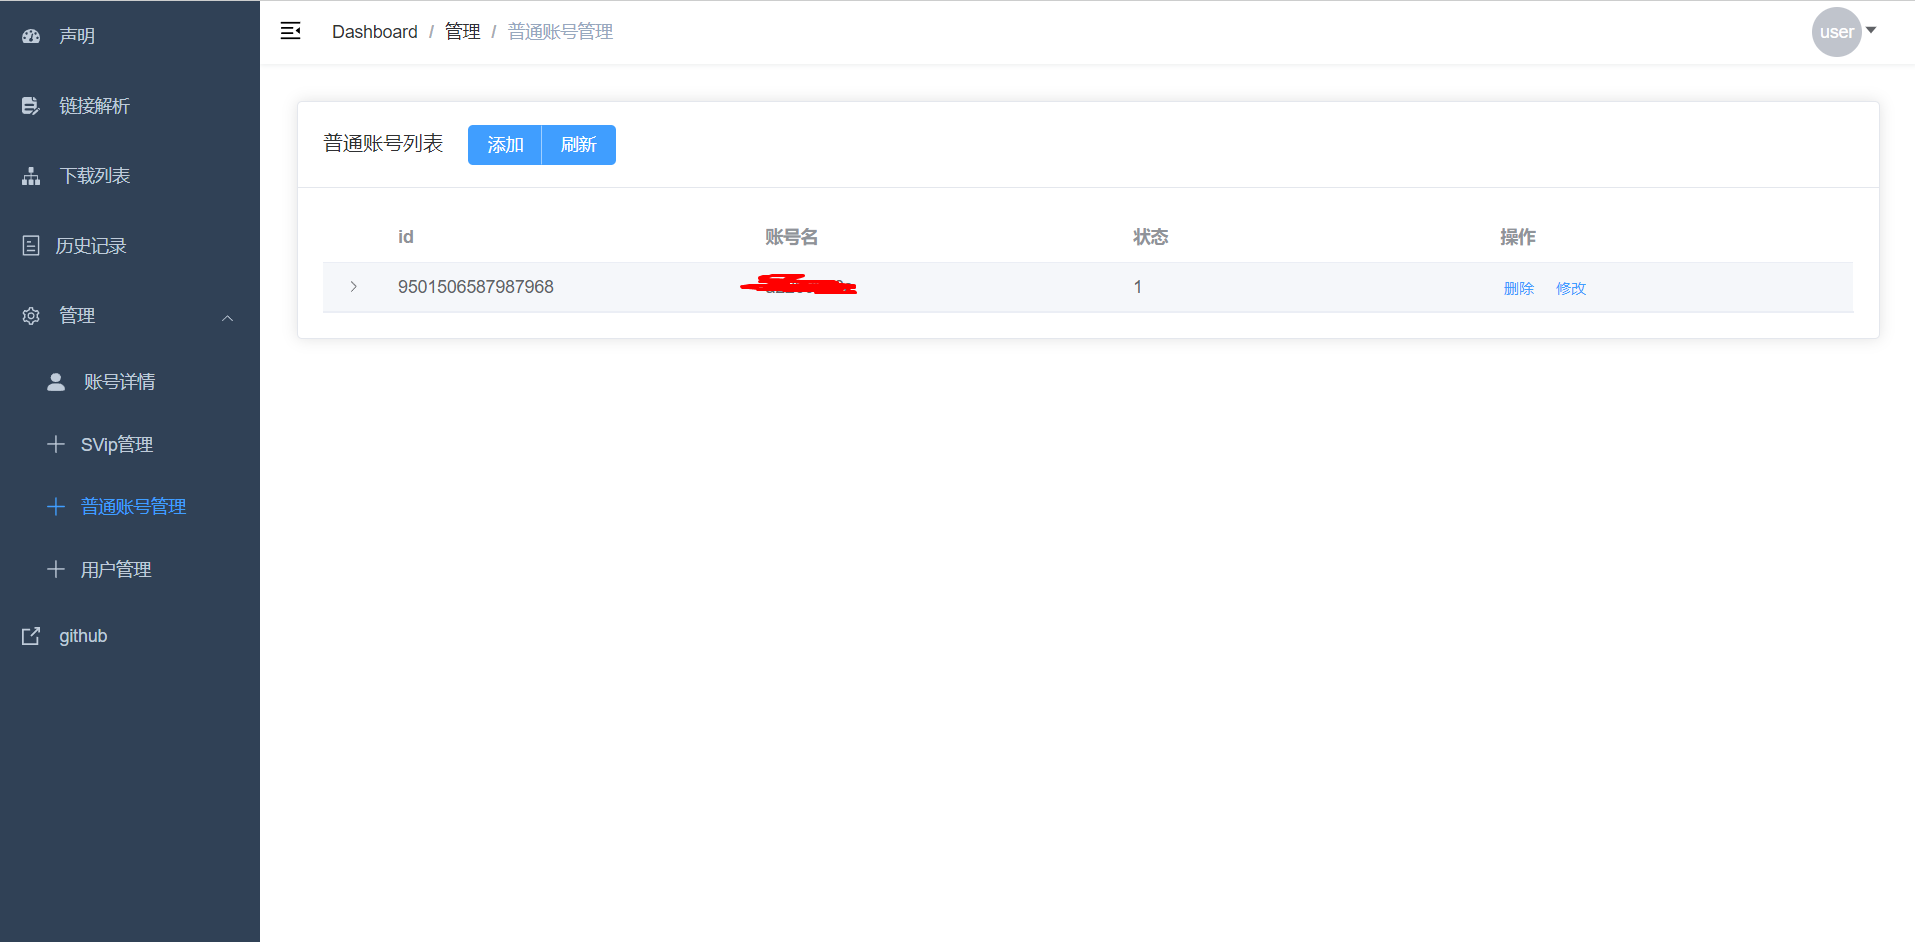 声明
链接解析
下载列表
历史记录
管理
账号详情
SVip管理
普通账号管理
用户管理
github
Dashboard / 管理 / 普通账号管理
user
普通账号列表 添加 刷新
id 账号名 状态 操作
9501506587987968 1 删除 修改